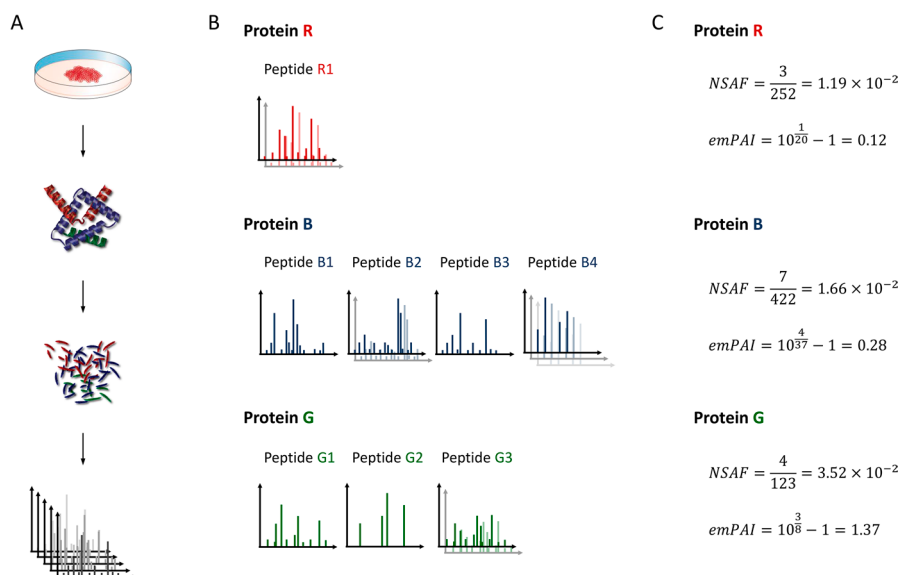 A
B
C
Protein R
Peptide R1
Protein B
Peptide B1 Peptide B2 Peptide B3 Peptide B4
Protein G
Peptide G1 Peptide G2 Peptide G3
Protein R
NSAF = 3/252 = 1.19 × 10^-2
emPAI = 10^(1/20) − 1 = 0.12
Protein B
NSAF = 7/422 = 1.66 × 10^-2
emPAI = 10^(4/37) − 1 = 0.28
Protein G
NSAF = 4/123 = 3.52 × 10^-2
emPAI = 10^(3/8) − 1 = 1.37